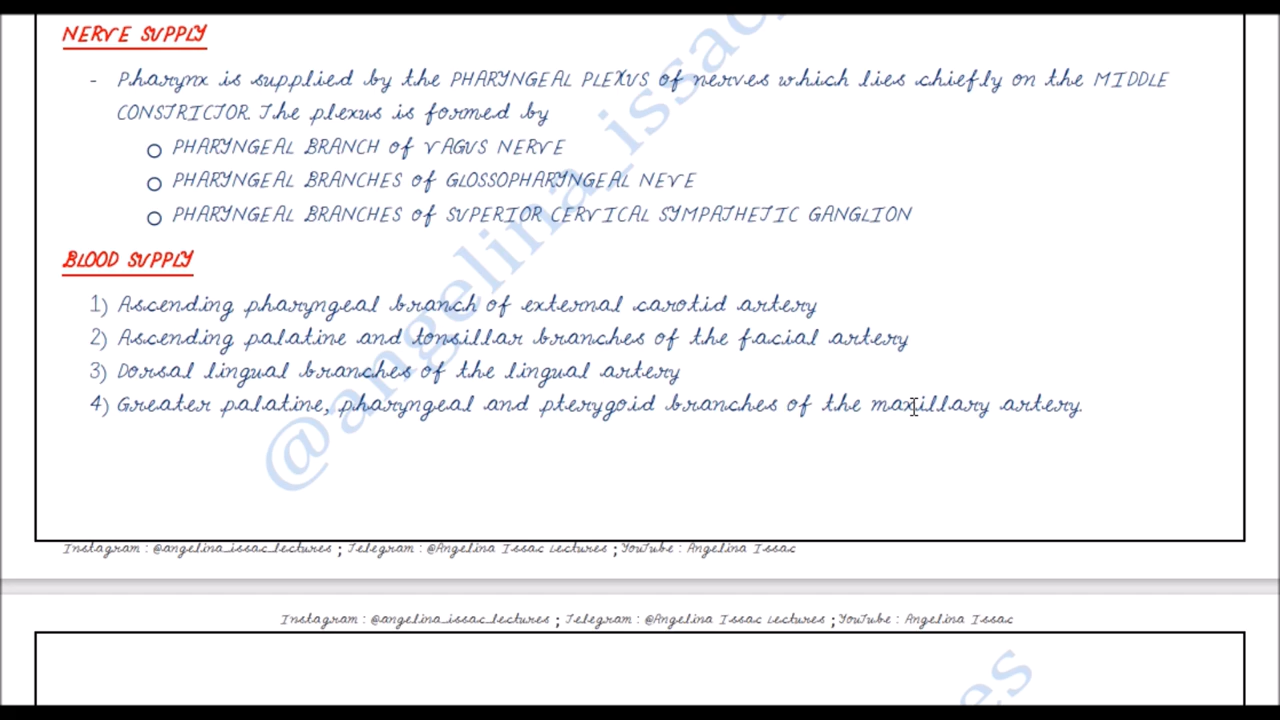 NERVE SUPPLY
- Pharynx is supplied by the PHARYNGEAL PLEXUS of nerves which lies chiefly on the MIDDLE
CONSTRICTOR. The plexus is formed by
PHARYNGEAL BRANCH of VAGUS NERVE
PHARYNGEAL BRANCHES of GLOSSOPHARYNGEAL NEVE
PHARYNGEAL BRANCHES of SUPERIOR CERVICAL SYMPATHETIC GANGLION
BLOOD SUPPLY
1) Ascending pharyngeal branch of external carotid artery
2) Ascending palatine and tonsillar branches of the facial artery
3) Dorsal lingual branches of the lingual artery
4) Greater palatine, pharyngeal and pterygoid branches of the maxillary artery.
@angelina_issac
Instagram : @angelina_issac_lectures ; Telegram : @Angelina Issac Lectures ; YouTube : Angelina Issac
Instagram : @angelina_issac_lectures ; Telegram : @Angelina Issac Lectures ; YouTube : Angelina Issac
es